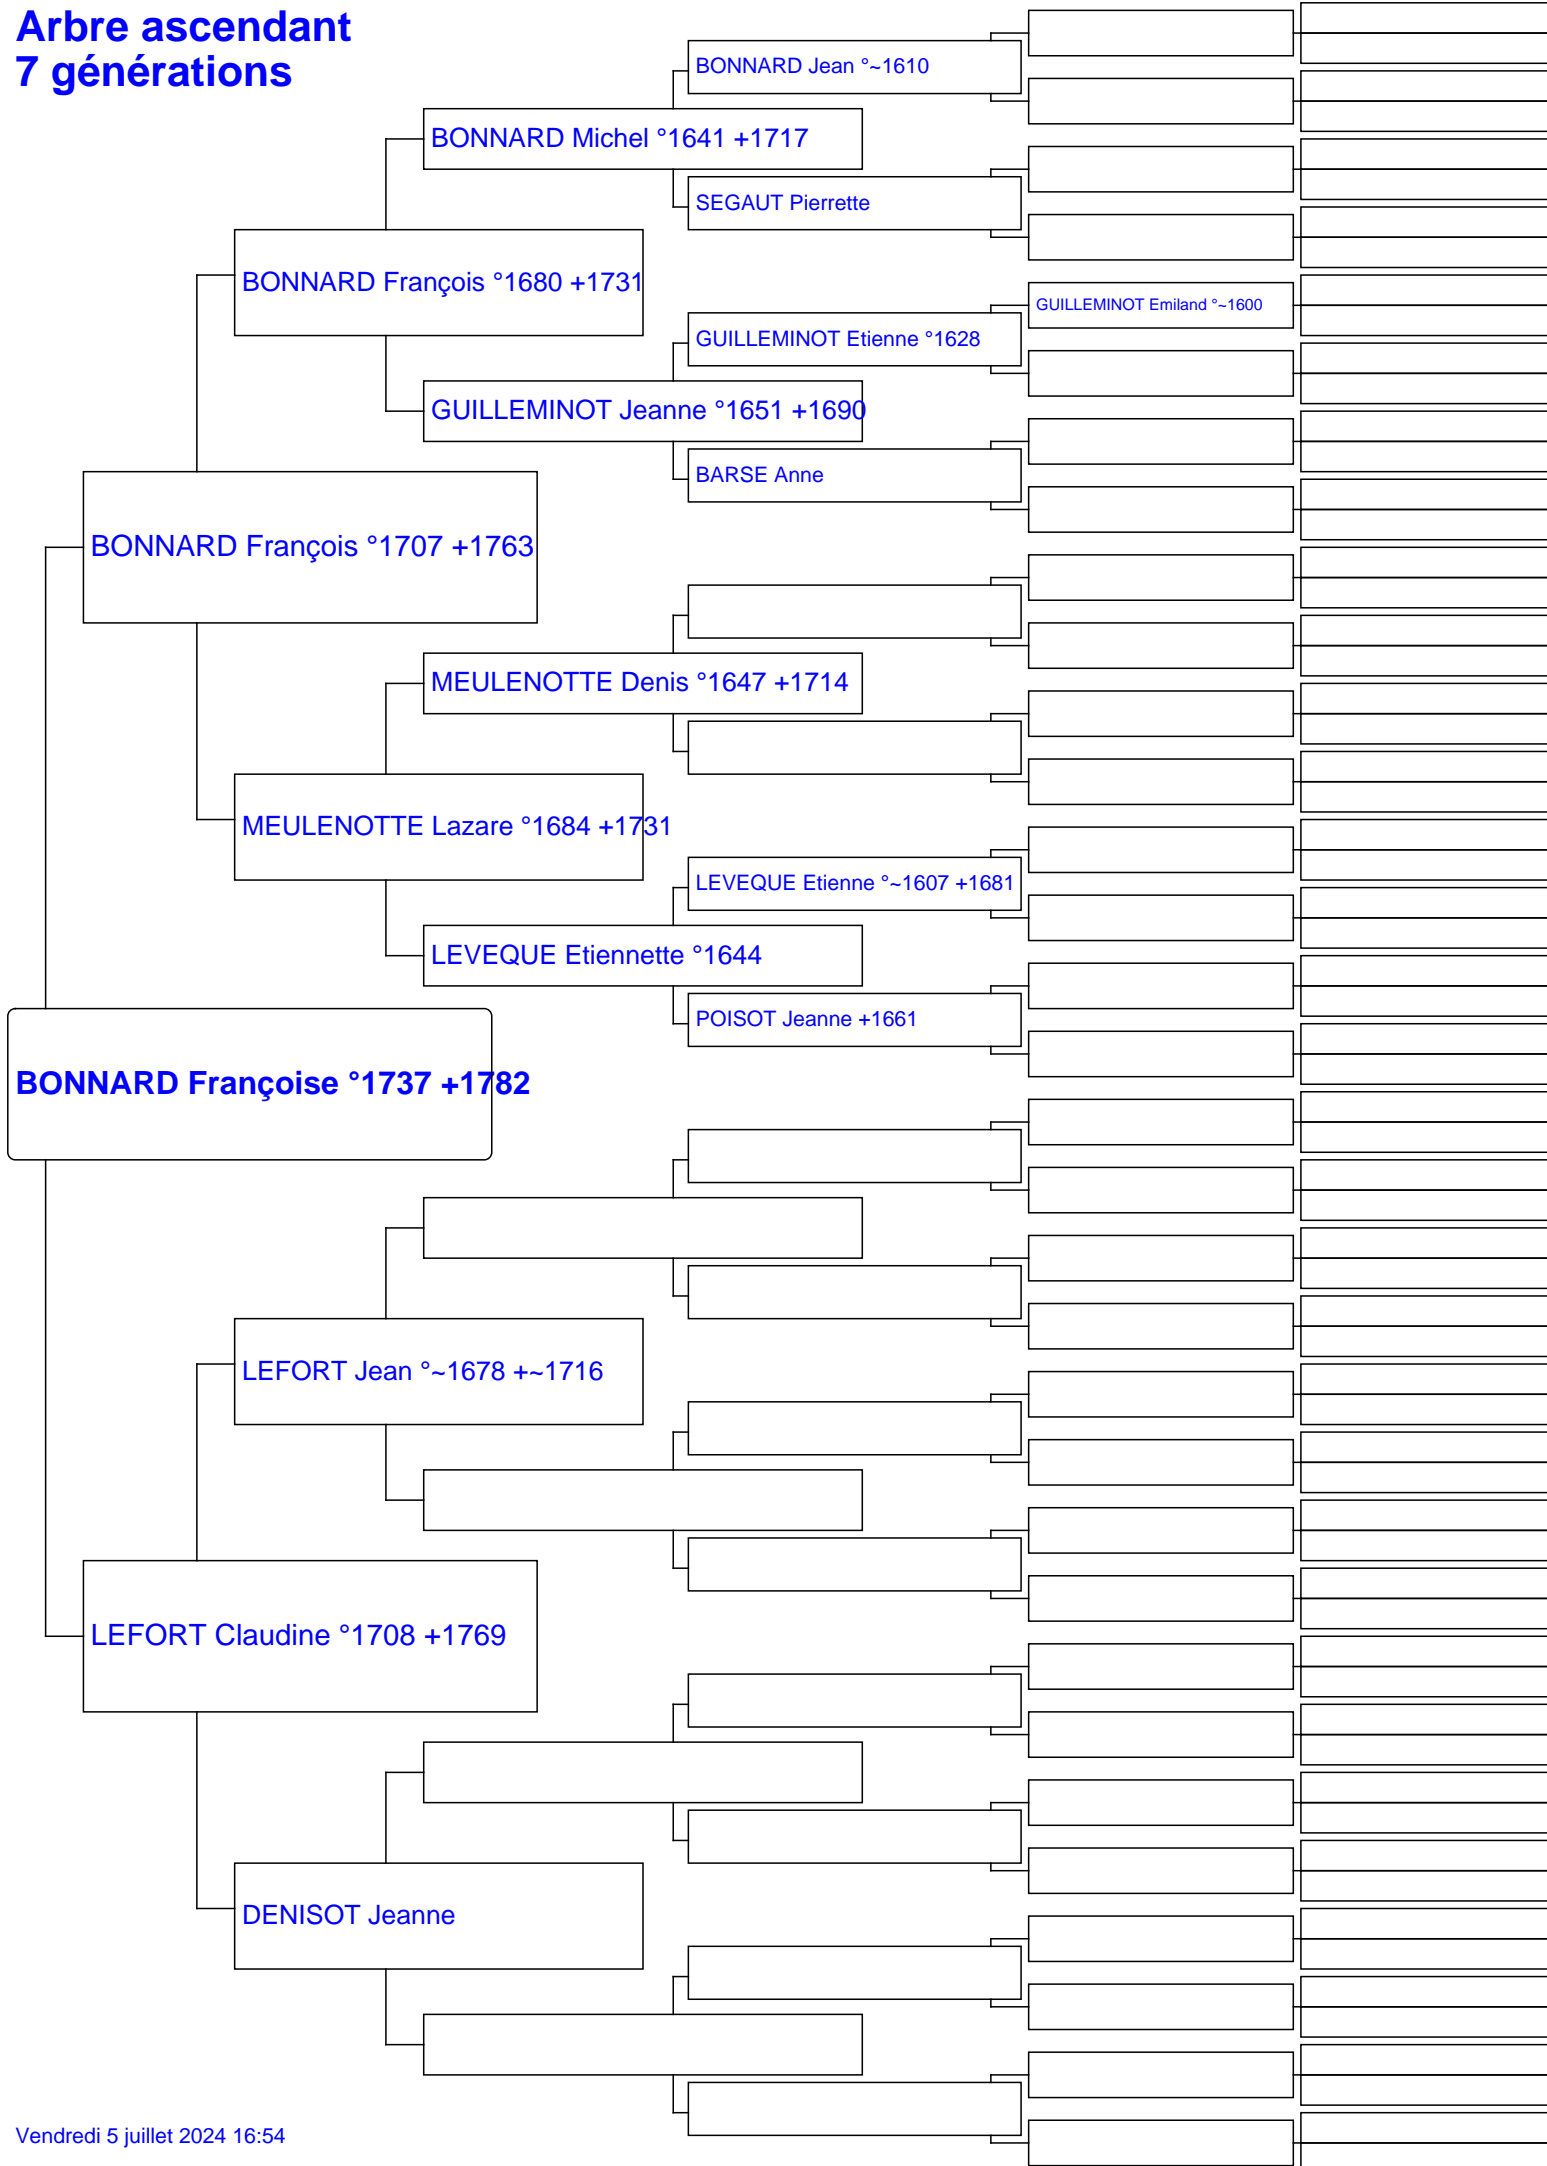 Arbre ascendant
7 générations
BONNARD Jean °~1610
BONNARD Michel °1641 +1717
SEGAUT Pierrette
BONNARD François °1680 +1731
GUILLEMINOT Emiland °~1600
GUILLEMINOT Etienne °1628
GUILLEMINOT Jeanne °1651 +1690
BARSE Anne
BONNARD François °1707 +1763
MEULENOTTE Denis °1647 +1714
MEULENOTTE Lazare °1684 +1731
LEVEQUE Etienne °~1607 +1681
LEVEQUE Etiennette °1644
POISOT Jeanne +1661
BONNARD Françoise °1737 +1782
LEFORT Jean °~1678 +~1716
LEFORT Claudine °1708 +1769
DENISOT Jeanne
Vendredi 5 juillet 2024 16:54